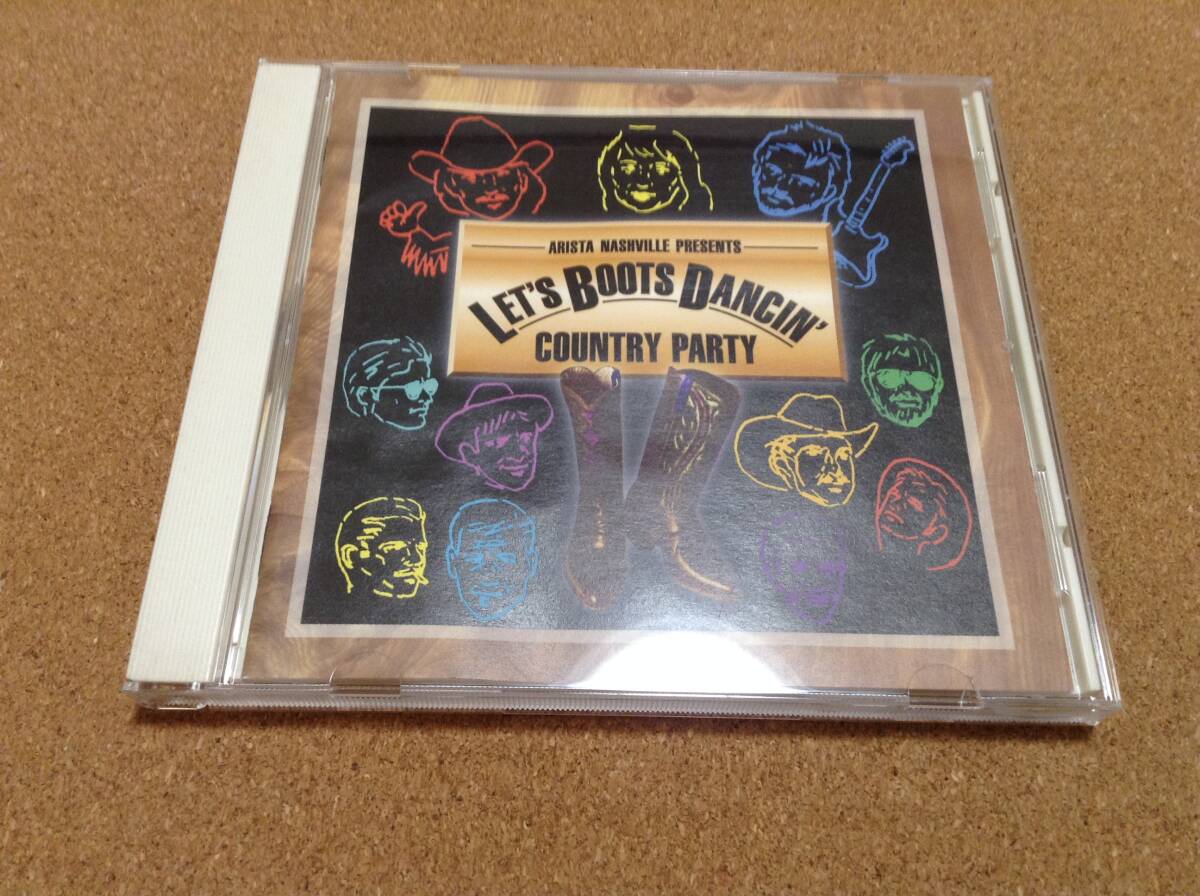 ARISTA NASHVILLE PRESENTS
LET'S BOOTS DANCIN'
COUNTRY PARTY